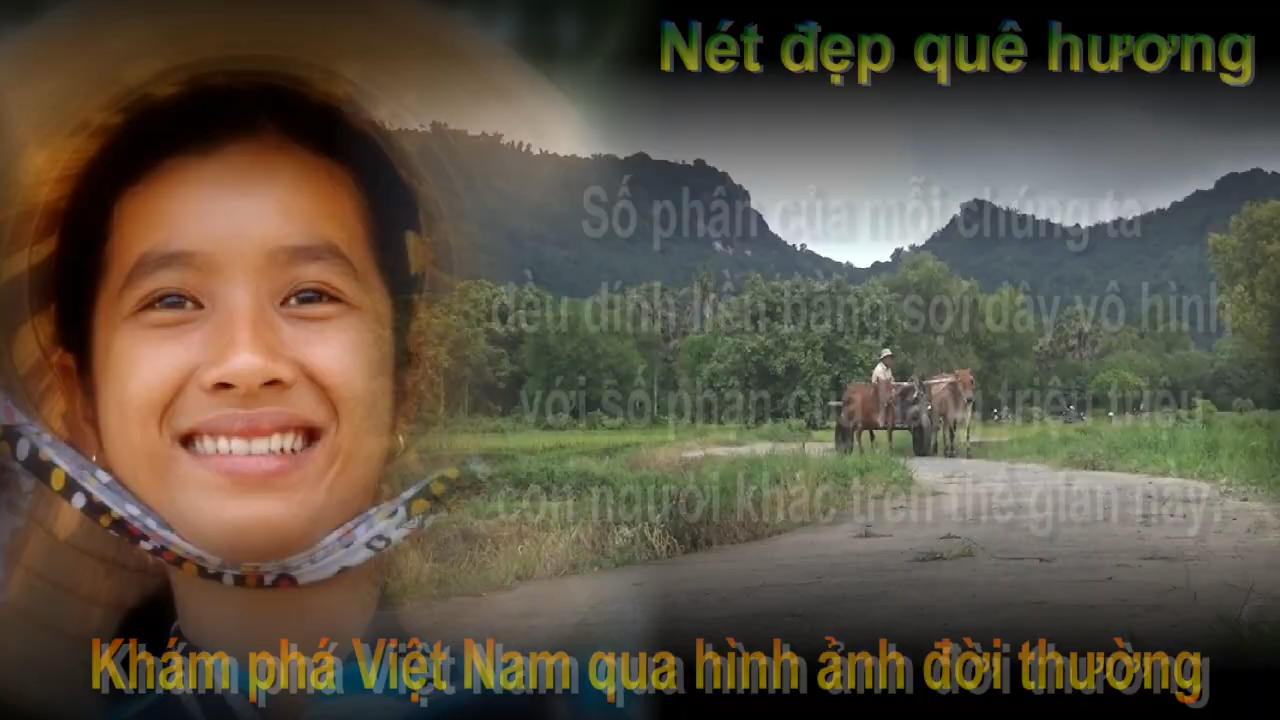 Nét đẹp quê hương
Số phận của mỗi chúng ta
đều dính liền bằng sợi dây vô hình
với số phận của hàng triệu triệu
con người khác trên thế gian này.
Khám phá Việt Nam qua hình ảnh đời thường